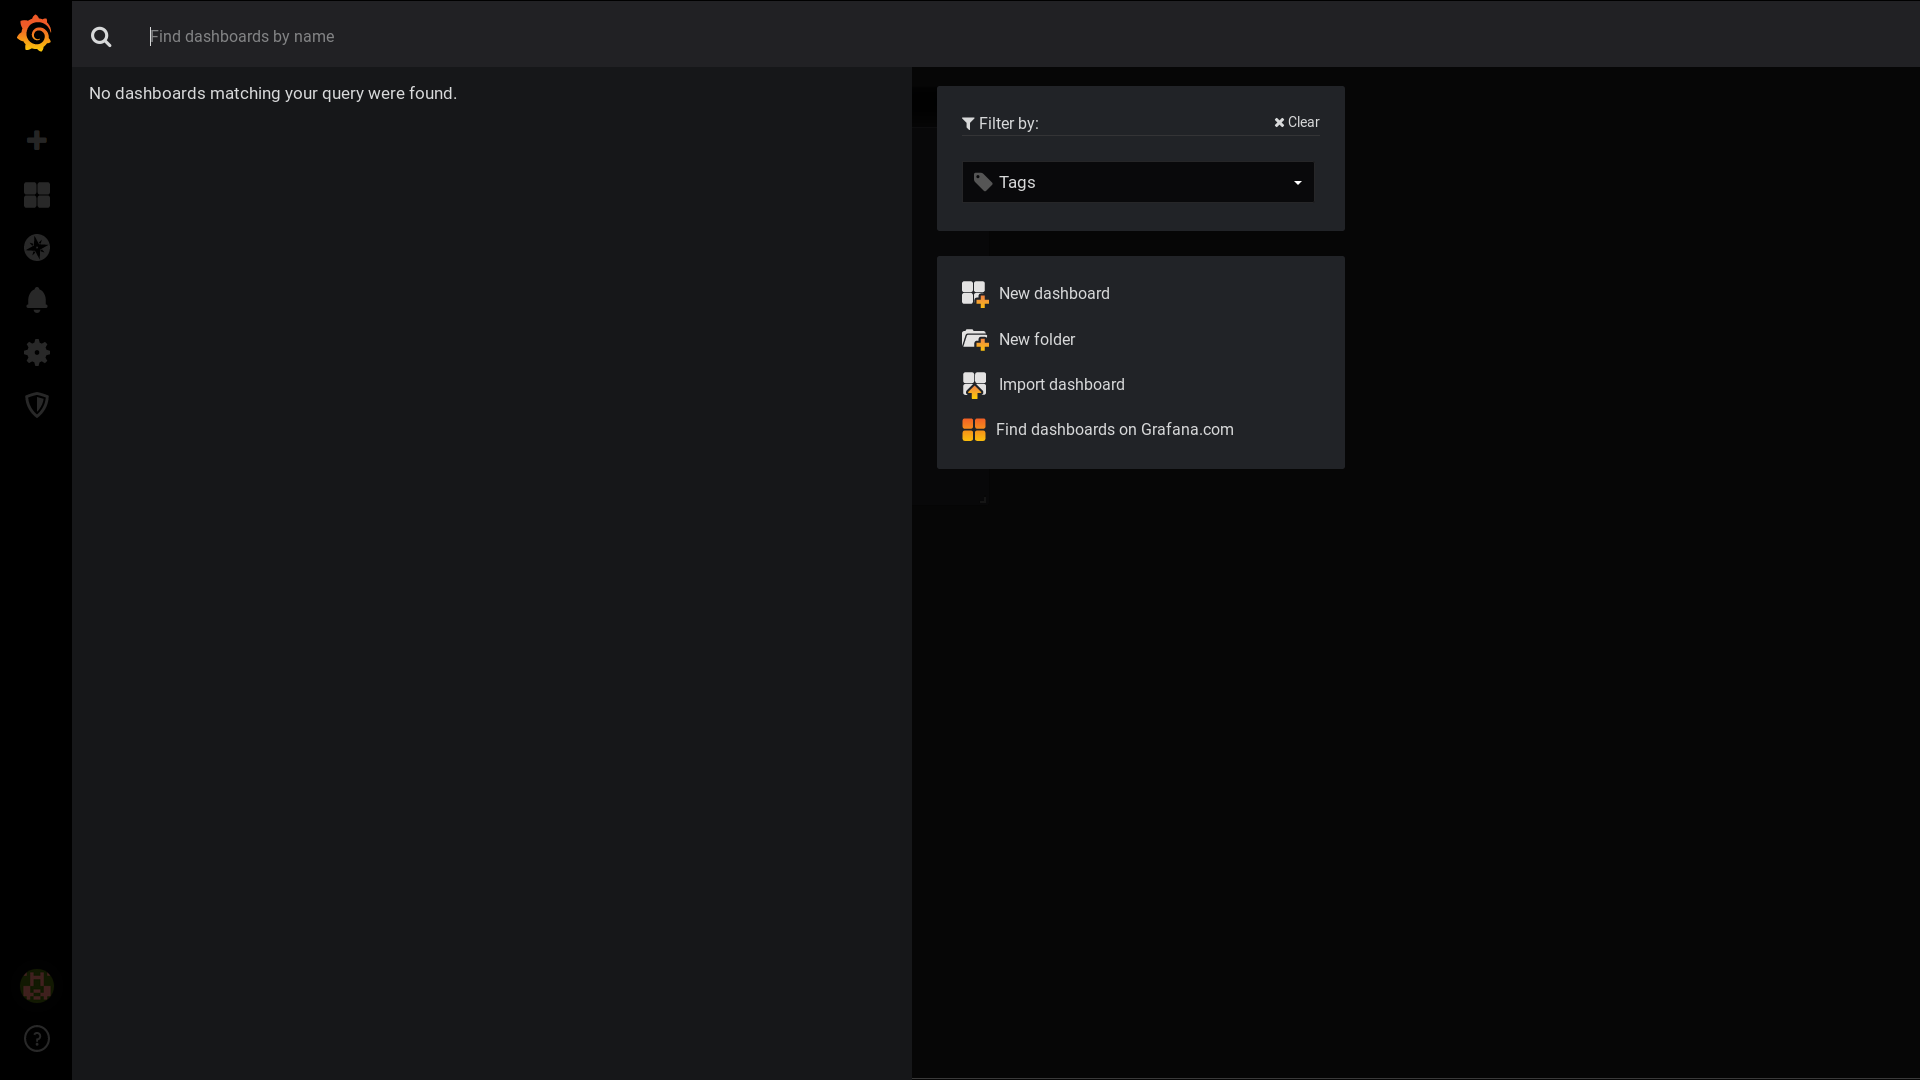 Find dashboards by name
No dashboards matching your query were found.
Filter by:
Clear
Tags
New dashboard
New folder
Import dashboard
Find dashboards on Grafana.com
?